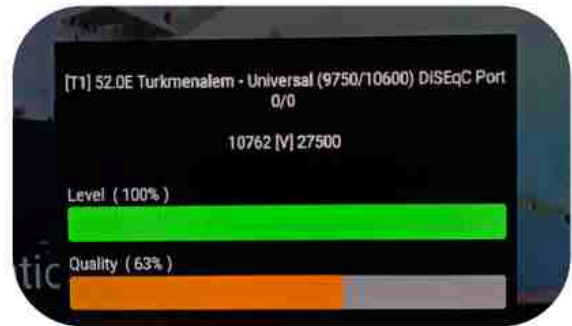 [T1] 52.0E Turkmenalem - Universal (9750/10600) DiSEqC Port
0/0
10762 [V] 27500
Level ( 100% )
Quality ( 63% )
tic